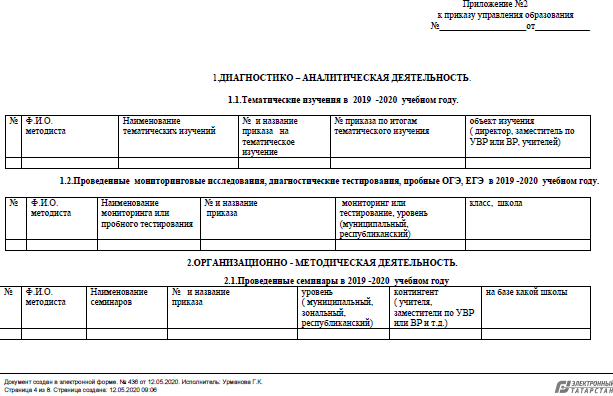 Приложение №2
к приказу управления образования
№____________________от_____________
1.ДИАГНОСТИКО – АНАЛИТИЧЕСКАЯ ДЕЯТЕЛЬНОСТЬ.
1.1.Тематические изучения в 2019 -2020 учебном году.
№ Ф.И.О. методиста
Наименование тематических изучений
№ и название приказа на тематическое изучение
№ приказа по итогам тематического изучения
объект изучения ( директор, заместитель по УВР или ВР, учителей)
1.2.Проведенные мониторинговые исследования, диагностические тестирования, пробные ОГЭ, ЕГЭ в 2019 -2020 учебном году.
№ Ф.И.О. методиста
Наименование мониторинга или пробного тестирования
№ и название приказа
мониторинг или тестирование, уровень (муниципальный, республиканский)
класс, школа
2.ОРГАНИЗАЦИОННО - МЕТОДИЧЕСКАЯ ДЕЯТЕЛЬНОСТЬ.
2.1.Проведенные семинары в 2019 -2020 учебном году
№ Ф.И.О. методиста
Наименование семинаров
№ и название приказа
уровень ( муниципальный, зональный, республиканский)
контингент ( учителя, заместители по УВР или ВР и т.д.)
на базе какой школы
Документ создан в электронной форме. № 436 от 12.05.2020. Исполнитель: Урманова Г.К.
Страница 4 из 8. Страница создана: 12.05.2020 09:06
ЭЛЕКТРОННЫЙ
ТАТАРСТАН